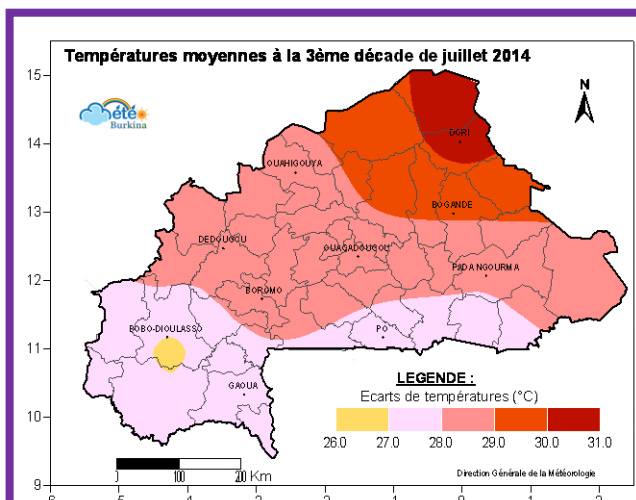 Températures moyennes à la 3ème décade de juillet 2014
15
Météo
Burkina
N
14
DORI
OUAHIGOUYA
13
BOGANDE
DEDOUGOU
OUAGADOUGOU
FADA NGOURMA
12
BOROMO
BOBO-DIOULASSO
PO
11
LEGENDE :
GAOUA
Ecarts de températures (°C)
10
26.0 27.0 28.0 29.0 30.0 31.0
0 100 200 Km
Direction Générale de la Météorologie
9